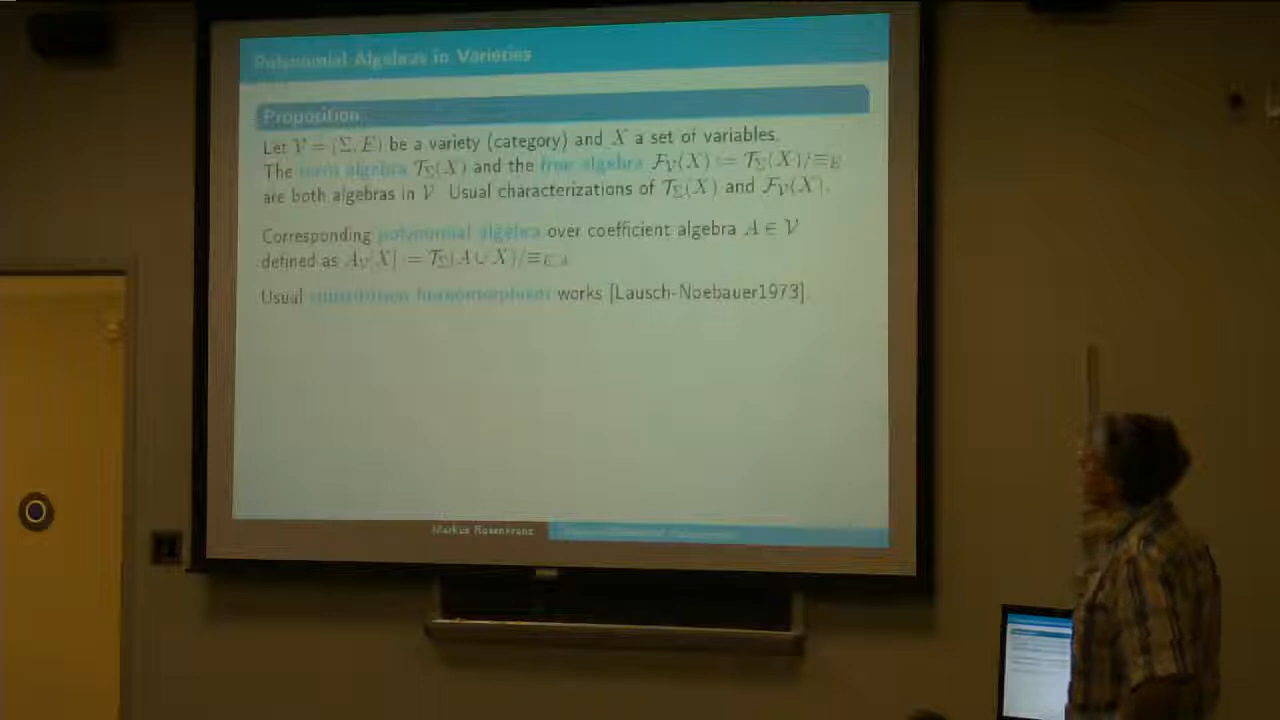 Polynomial Algebras in Varieties
Proposition
Let 𝒱 = (Σ, E) be a variety (category) and X a set of variables.
The term algebra 𝒯_Σ(X) and the free algebra ℱ_𝒱(X) := 𝒯_Σ(X)/≡_E
are both algebras in 𝒱. Usual characterizations of 𝒯_Σ(X) and ℱ_𝒱(X).
Corresponding polynomial algebra over coefficient algebra A ∈ 𝒱
defined as A_𝒱[X] := 𝒯_Σ(A ∪ X)/≡_{E,A}
Usual substitution homomorphism works [Lausch-Noebauer1973].
Markus Rosenkranz